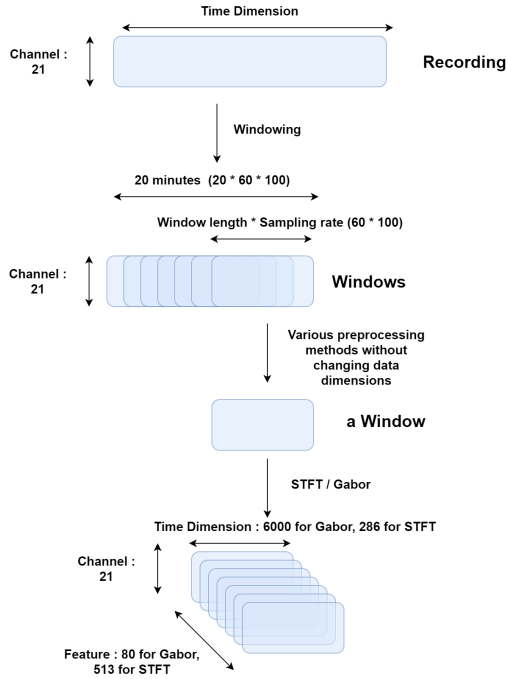 Time Dimension
Channel :
21
Recording
Windowing
20 minutes  (20 * 60 * 100)
Window length * Sampling rate (60 * 100)
Channel :
21
Windows
Various preprocessing
methods without
changing data
dimensions
a Window
STFT / Gabor
Time Dimension : 6000 for Gabor, 286 for STFT
Channel :
21
Feature : 80 for Gabor,
513 for STFT